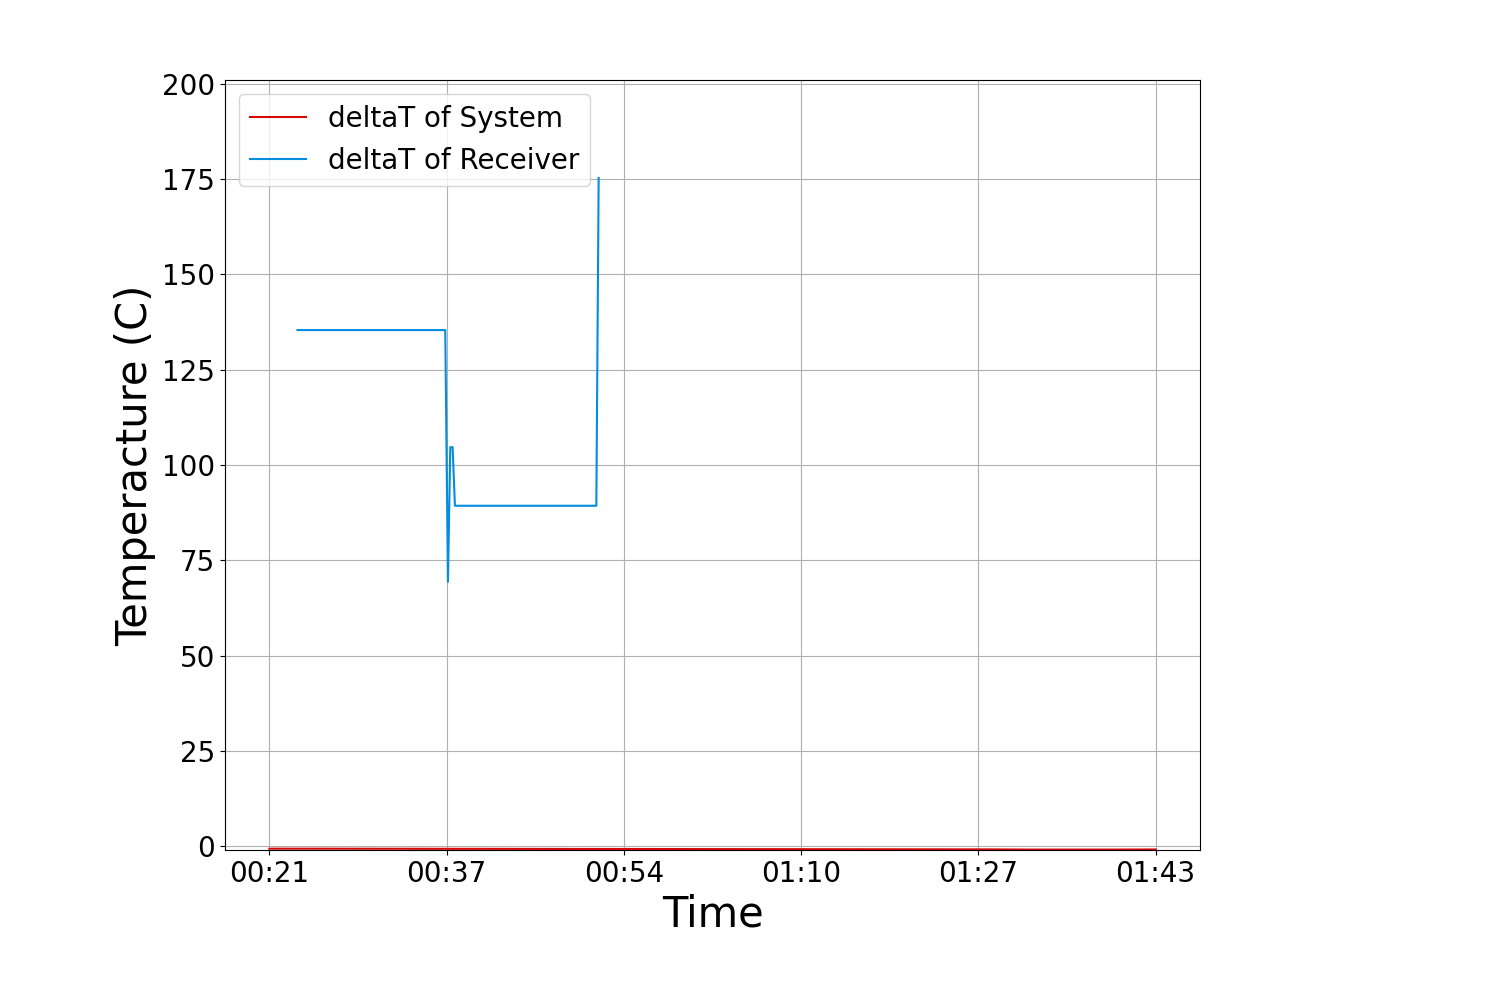 200
175
150
125
100
75
50
25
0
Temperacture (C)
deltaT of System
deltaT of Receiver
00:21 00:37 00:54 01:10 01:27 01:43
Time